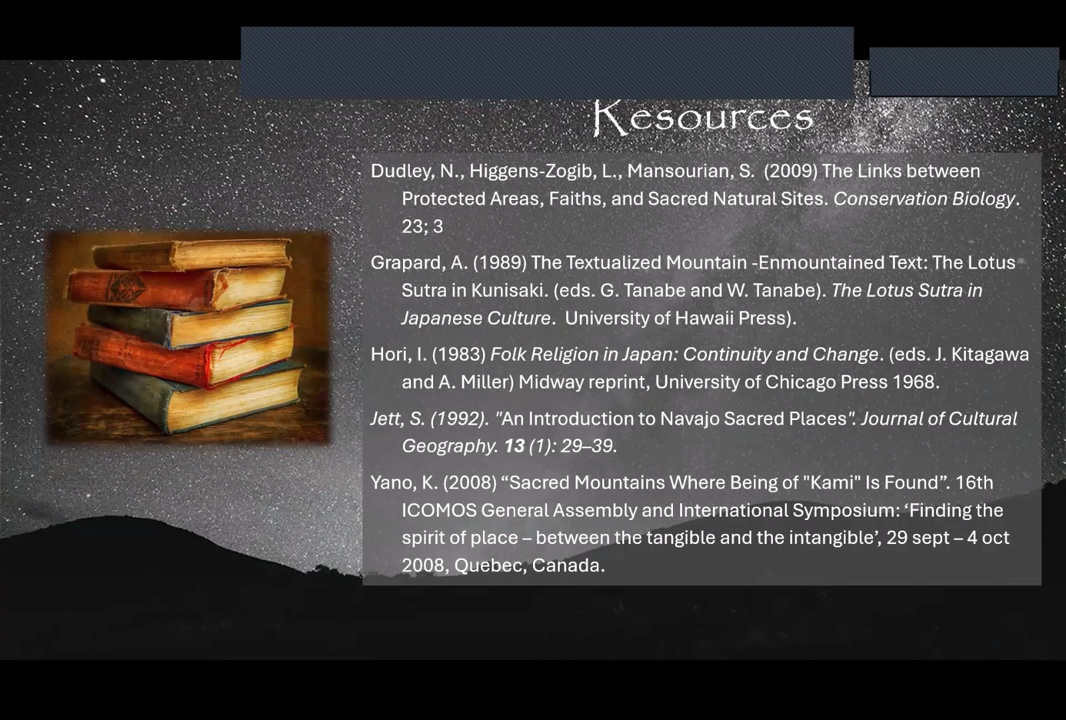 Resources
Dudley, N., Higgens-Zogib, L., Mansourian, S. (2009) The Links between
Protected Areas, Faiths, and Sacred Natural Sites. Conservation Biology.
23; 3
Grapard, A. (1989) The Textualized Mountain -Enmountained Text: The Lotus
Sutra in Kunisaki. (eds. G. Tanabe and W. Tanabe). The Lotus Sutra in
Japanese Culture. University of Hawaii Press).
Hori, I. (1983) Folk Religion in Japan: Continuity and Change. (eds. J. Kitagawa
and A. Miller) Midway reprint, University of Chicago Press 1968.
Jett, S. (1992). "An Introduction to Navajo Sacred Places". Journal of Cultural
Geography. 13 (1): 29–39.
Yano, K. (2008) “Sacred Mountains Where Being of "Kami" Is Found”. 16th
ICOMOS General Assembly and International Symposium: ‘Finding the
spirit of place – between the tangible and the intangible’, 29 sept – 4 oct
2008, Quebec, Canada.